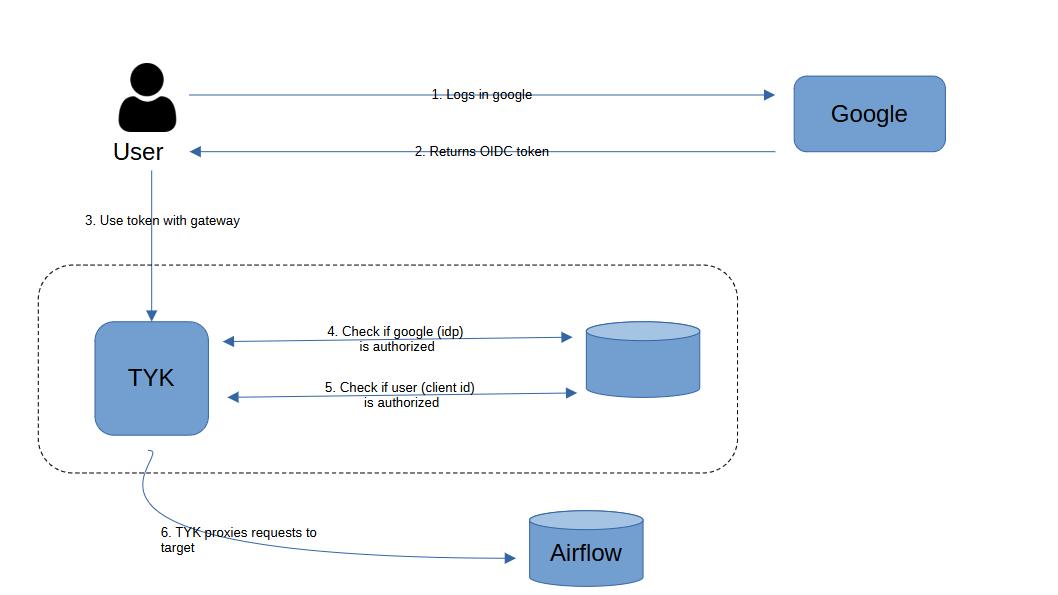 1. Logs in google
Google
User
2. Returns OIDC token
3. Use token with gateway
TYK
4. Check if google (idp)
is authorized
5. Check if user (client id)
is authorized
6. TYK proxies requests to
target
Airflow